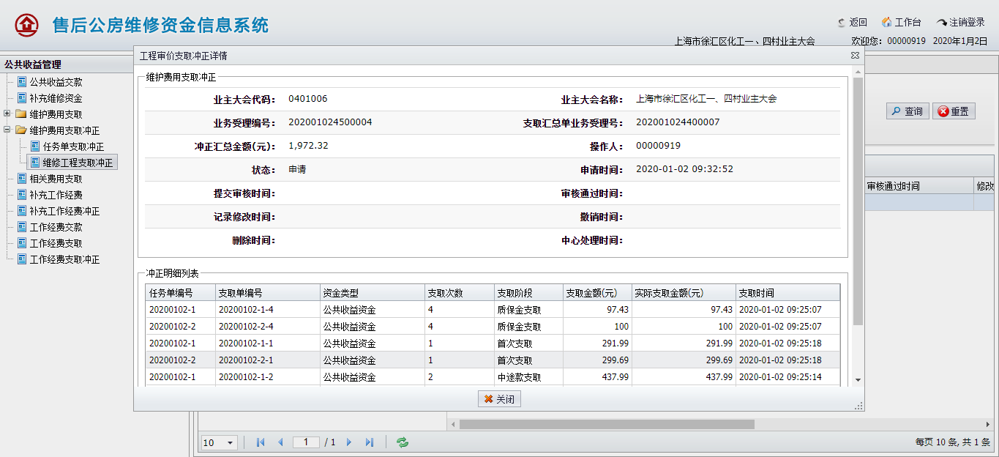 售后公房维修资金信息系统
返回 工作台 注销登录
上海市徐汇区化工一、四村业主大会 欢迎您：00000919 2020年1月2日
公共收益管理
公共收益交款
补充维修资金
维护费用支取
维护费用支取冲正
任务单支取冲正
维修工程支取冲正
相关费用支取
补充工作经费
补充工作经费冲正
工作经费交款
工作经费支取
工作经费支取冲正
工程审价支取冲正详情
维护费用支取冲正
业主大会代码： 0401006 业主大会名称： 上海市徐汇区化工一、四村业主大会
业务受理编号： 202001024500004 支取汇总单业务受理号： 202001024400007
冲正汇总金额(元)： 1,972.32 操作人： 00000919
状态： 申请 申请时间： 2020-01-02 09:32:52
提交审核时间： 审核通过时间：
记录修改时间： 撤销时间：
删除时间： 中心处理时间：
冲正明细列表
任务单编号 支取单编号 资金类型 支取次数 支取阶段 支取金额(元) 实际支取金额(元) 支取时间
20200102-1 20200102-1-4 公共收益资金 4 质保金支取 97.43 97.43 2020-01-02 09:25:07
20200102-2 20200102-2-4 公共收益资金 4 质保金支取 100 100 2020-01-02 09:25:07
20200102-1 20200102-1-1 公共收益资金 1 首次支取 291.99 291.99 2020-01-02 09:25:18
20200102-2 20200102-2-1 公共收益资金 1 首次支取 299.69 299.69 2020-01-02 09:25:18
20200102-1 20200102-1-2 公共收益资金 2 中途款支取 437.99 437.99 2020-01-02 09:25:14
关闭
查询 重置
审核通过时间 修改
10 1 / 1 每页 10 条, 共 1 条